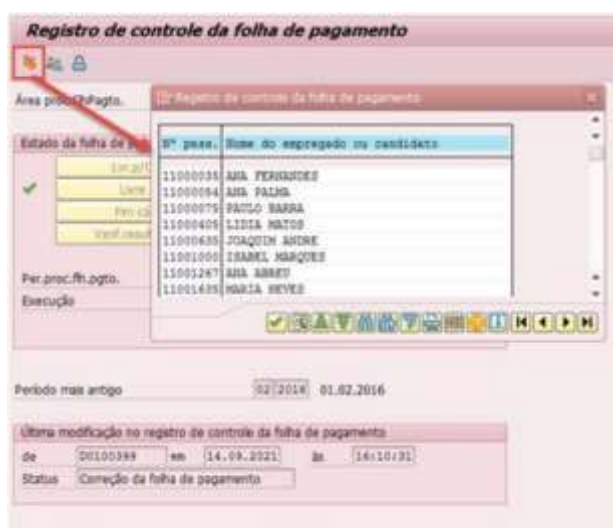 Registro de controle da folha de pagamento
Área
Registro de controle da folha de pagamento
Estado da folha de
Nº pess. Nome do empregado ou candidato
11000035 ANA FERNANDES
11000054 ANA PALMA
11000075 PAULO BARRA
11000405 LIDIA MATOS
11000635 JOAQUIM ANDRE
11001000 ISABEL MARQUES
11001267 ANA ABREU
11001635 MARIA NEVES
Livre
Per.proc.flh.pgto.
Execução
Período mais antigo 02 2016 01.02.2016
Última modificação no registro de controle da folha de pagamento
de D0100399 em 14.09.2021 às 16:10:31
Status Correção da folha de pagamento